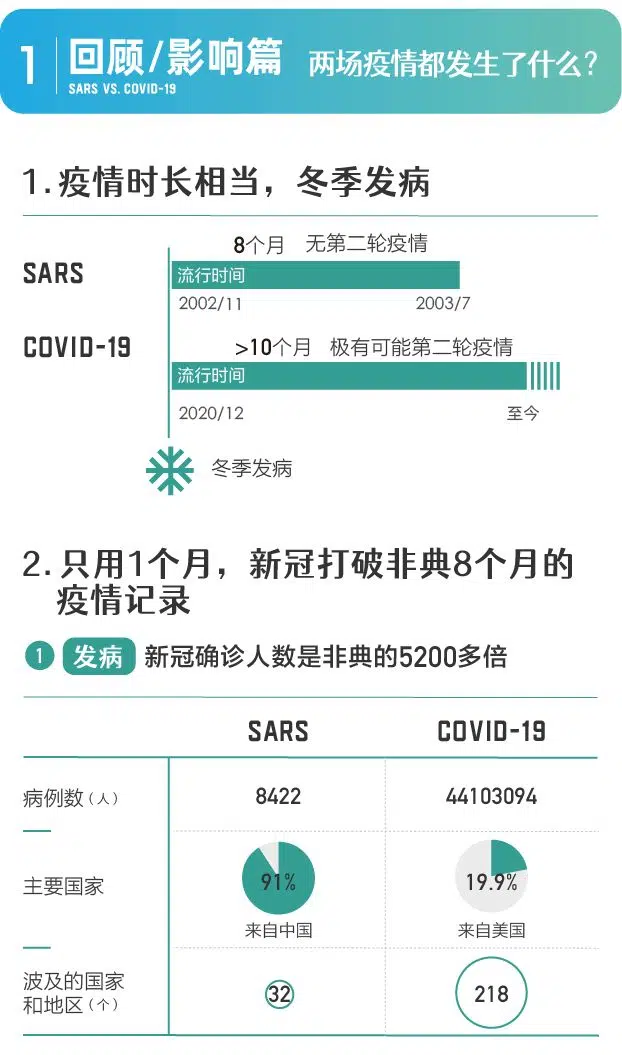 1 回顾/影响篇 两场疫情都发生了什么?
SARS VS. COVID-19
1.疫情时长相当，冬季发病
8个月 无第二轮疫情
SARS
流行时间
2002/11 2003/7
>10个月 极有可能第二轮疫情
COVID-19
流行时间
2020/12 至今
冬季发病
2.只用1个月，新冠打破非典8个月的
疫情记录
1 发病 新冠确诊人数是非典的5200多倍
SARS COVID-19
病例数(人) 8422 44103094
主要国家 91% 19.9%
来自中国 来自美国
波及的国家
和地区(个) 32 218